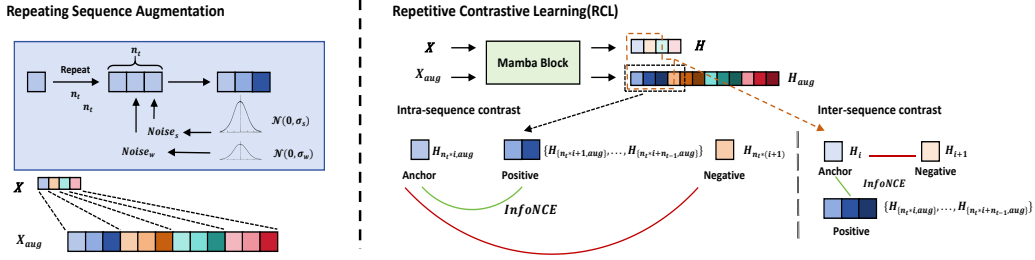 Repeating Sequence Augmentation
n_t
Repeat
n_t
n_t
Noise_s
𝒩(0, σ_s)
Noise_w
𝒩(0, σ_w)
X
X_aug
Repetitive Contrastive Learning(RCL)
X
Mamba Block
H
X_aug
H_aug
Intra-sequence contrast
Inter-sequence contrast
H_{n_t*i,aug}
{H_{n_t*i+1,aug}, ..., H_{n_t*i+n_{t-1},aug}}
H_{n_t*(i+1)}
Anchor
Positive
Negative
InfoNCE
H_i
H_{i+1}
Anchor
Negative
InfoNCE
{H_{n_t*i,aug}, ..., H_{n_t*i+n_{t-1},aug}}
Positive